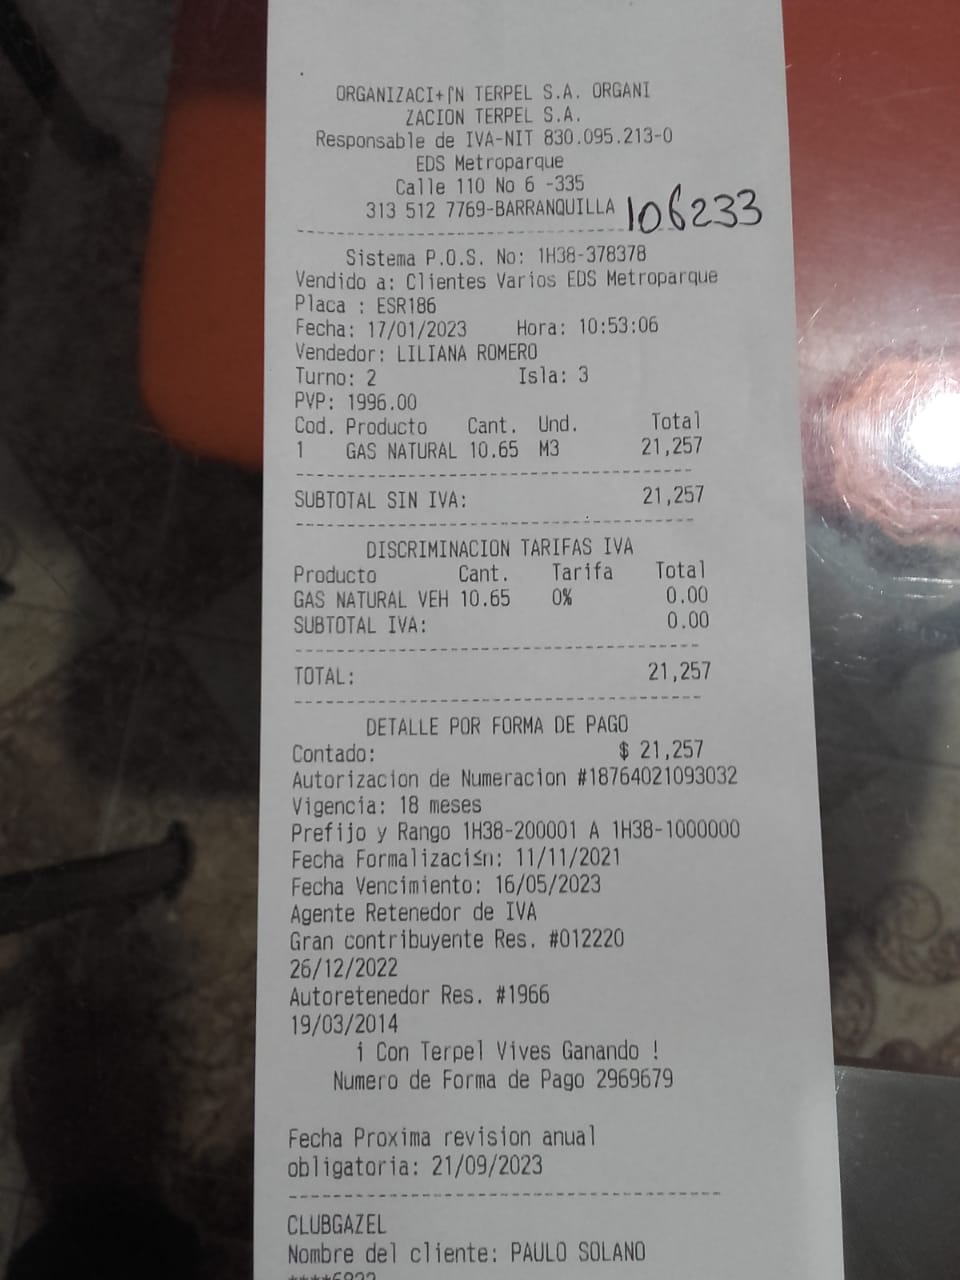 ORGANIZACI+⌠N TERPEL S.A. ORGANI
ZACION TERPEL S.A.
Responsable de IVA-NIT 830.095.213-0
EDS Metroparque
Calle 110 No 6 -335
313 512 7769-BARRANQUILLA 106233
Sistema P.O.S. No: 1H38-378378
Vendido a: Clientes Varios EDS Metroparque
Placa : ESR186
Fecha: 17/01/2023 Hora: 10:53:06
Vendedor: LILIANA ROMERO
Turno: 2 Isla: 3
PVP: 1996.00
Cod. Producto Cant. Und. Total
1 GAS NATURAL 10.65 M3 21,257
SUBTOTAL SIN IVA: 21,257
DISCRIMINACION TARIFAS IVA
Producto Cant. Tarifa Total
GAS NATURAL VEH 10.65 0% 0.00
SUBTOTAL IVA: 0.00
TOTAL: 21,257
DETALLE POR FORMA DE PAGO
Contado: $ 21,257
Autorizacion de Numeracion #18764021093032
Vigencia: 18 meses
Prefijo y Rango 1H38-200001 A 1H38-1000000
Fecha Formalizaci≤n: 11/11/2021
Fecha Vencimiento: 16/05/2023
Agente Retenedor de IVA
Gran contribuyente Res. #012220
26/12/2022
Autoretenedor Res. #1966
19/03/2014
¡ Con Terpel Vives Ganando !
Numero de Forma de Pago 2969679
Fecha Proxima revision anual
obligatoria: 21/09/2023
CLUBGAZEL
Nombre del cliente: PAULO SOLANO